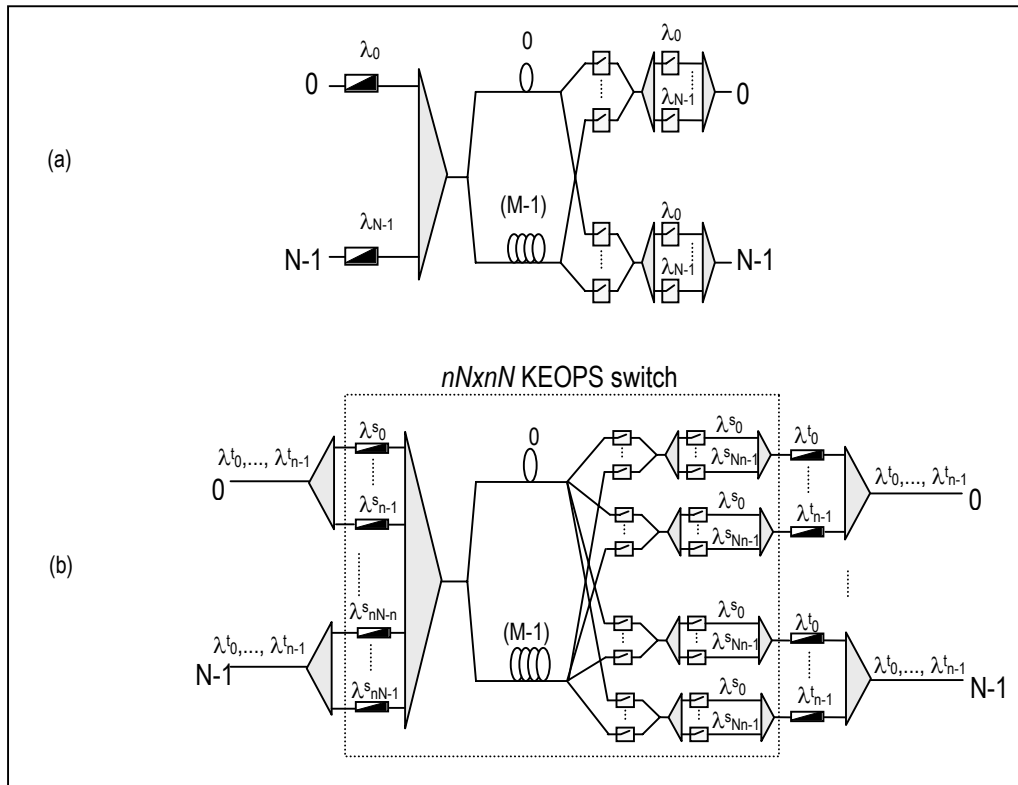 (a)
λ0
0
λN-1
N-1
0
(M-1)
λ0
λN-1
0
λ0
λN-1
N-1
(b)
nNxnN KEOPS switch
λt0,..., λtn-1
0
λs0
λsn-1
λsnN-n
λt0,..., λtn-1
N-1
λsnN-1
0
(M-1)
λs0
λsNn-1
λs0
λsNn-1
λs0
λsNn-1
λs0
λsNn-1
λt0
λtn-1
λt0,..., λtn-1
0
λt0
λtn-1
λt0,..., λtn-1
N-1